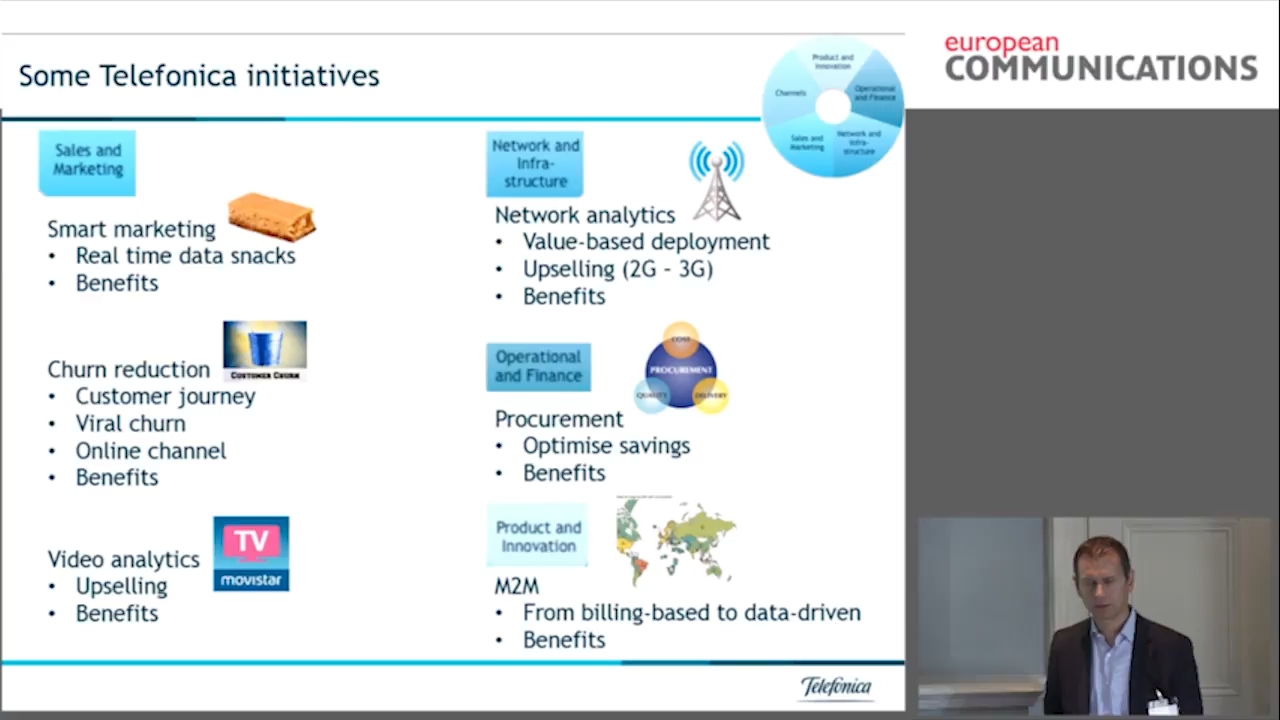 european
COMMUNICATIONS
Some Telefonica initiatives
Product and
Innovation
Channels
Operational
and Finance
Sales and
Marketing
Network and
Infra-
structure
Sales and
Marketing
Smart marketing
• Real time data snacks
• Benefits
CUSTOMER CHURN
Churn reduction
• Customer journey
• Viral churn
• Online channel
• Benefits
TV
movistar
Video analytics
• Upselling
• Benefits
Network and
Infra-
structure
Network analytics
• Value-based deployment
• Upselling (2G - 3G)
• Benefits
Operational
and Finance
COST
PROCUREMENT
QUALITY
DELIVERY
Procurement
• Optimise savings
• Benefits
Product and
Innovation
M2M
• From billing-based to data-driven
• Benefits
Telefónica